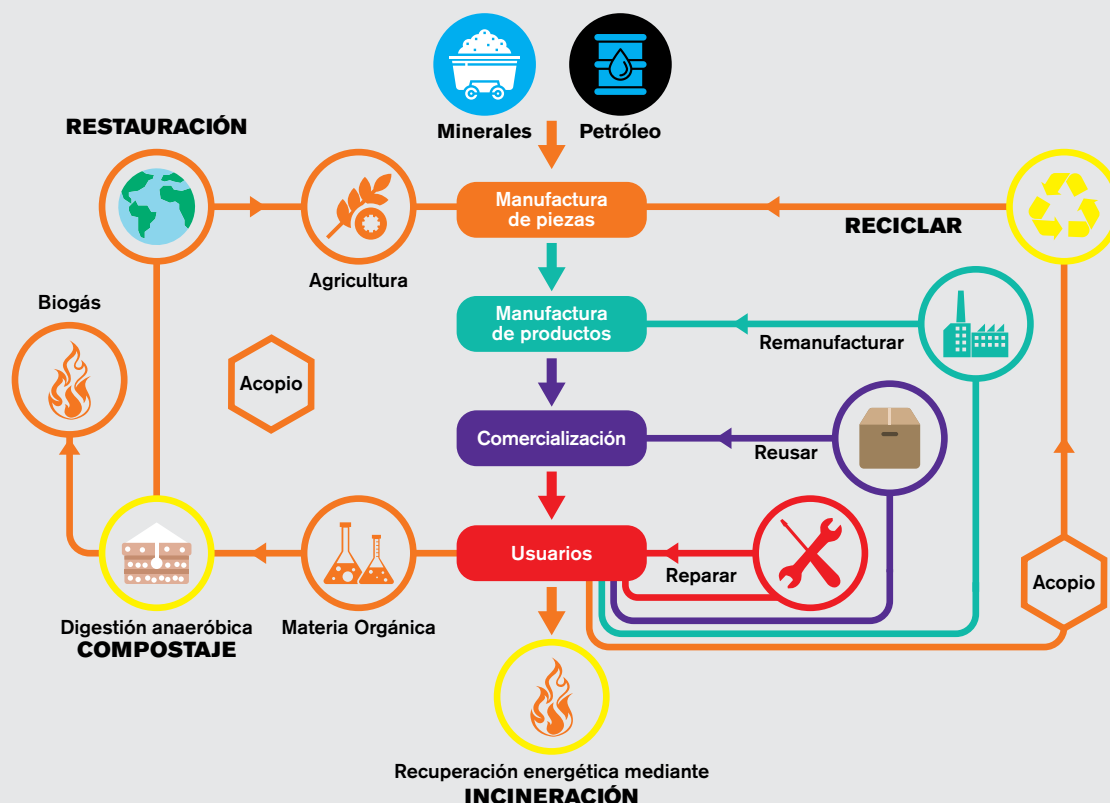 Minerales
Petróleo
RESTAURACIÓN
Manufactura
de piezas
RECICLAR
Agricultura
Biogás
Manufactura
de productos
Remanufacturar
Acopio
Comercialización
Reusar
Usuarios
Reparar
Acopio
Digestión anaeróbica
COMPOSTAJE
Materia Orgánica
Recuperación energética mediante
INCINERACIÓN